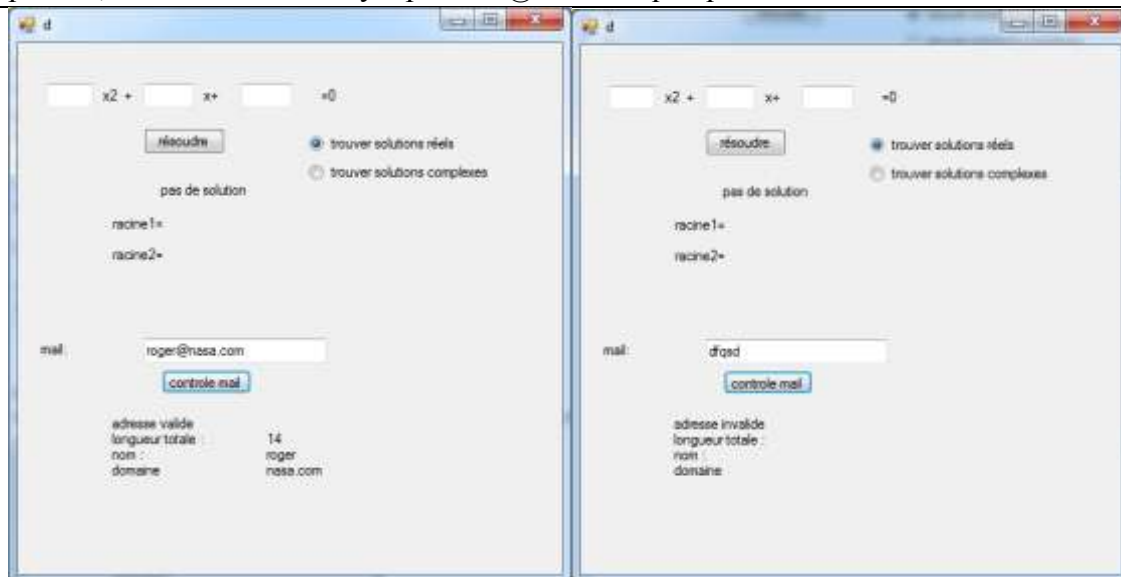 d
x2 + x+ =0
résoudre
trouver solutions réels
trouver solutions complexes
pas de solution
racine1=
racine2=
mail:
roger@nasa.com
controle mail
adresse valide
longueur totale : 14
nom : roger
domaine nasa.com
d
x2 + x+ =0
résoudre
trouver solutions réels
trouver solutions complexes
pas de solution
racine1=
racine2=
mail:
dfqsd
controle mail
adresse invalide
longueur totale :
nom :
domaine